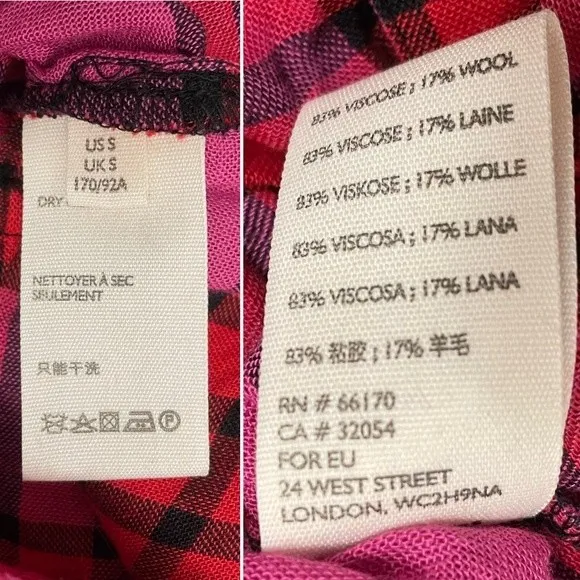 US S
UK S
170/92A
DRY
NETTOYER À SEC
SEULEMENT
只能干洗
P
83% VISCOSE ; 17% WOOL
83% VISCOSE ; 17% LAINE
83% VISKOSE ; 17% WOLLE
83% VISCOSA ; 17% LANA
83% VISCOSA ; 17% LANA
83% 粘胶 ; 17% 羊毛
RN # 66170
CA # 32054
FOR EU
24 WEST STREET
LONDON, WC2H9NA